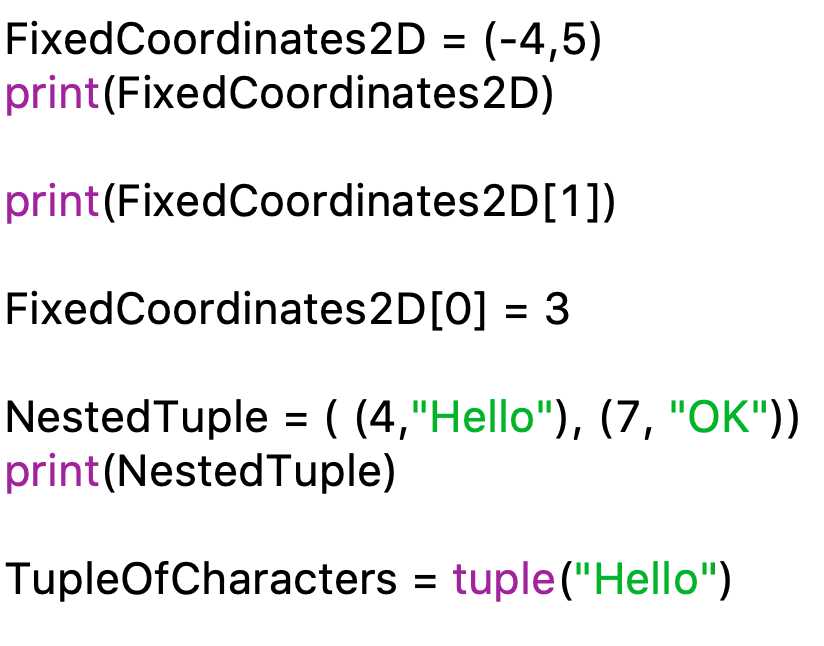 FixedCoordinates2D = (-4,5)
print(FixedCoordinates2D)
print(FixedCoordinates2D[1])
FixedCoordinates2D[0] = 3
NestedTuple = ( (4,"Hello"), (7, "OK"))
print(NestedTuple)
TupleOfCharacters = tuple("Hello")